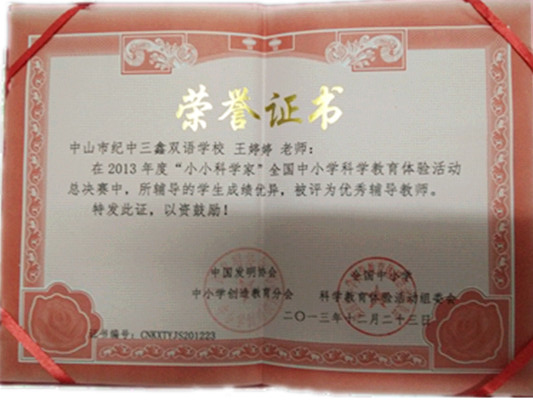 荣誉证书
中山市纪中三鑫双语学校 王婷婷 老师:
在2013年度“小小科学家”全国中小学科学教育体验活动
总决赛中，所辅导的学生成绩优异，被评为优秀辅导教师。
特发此证，以资鼓励！
中国发明协会
中小学创造教育分会
全国中小学
科学教育体验活动组委会
二〇一三年十二月二十三日
证书编号：CNKXTYJS201223